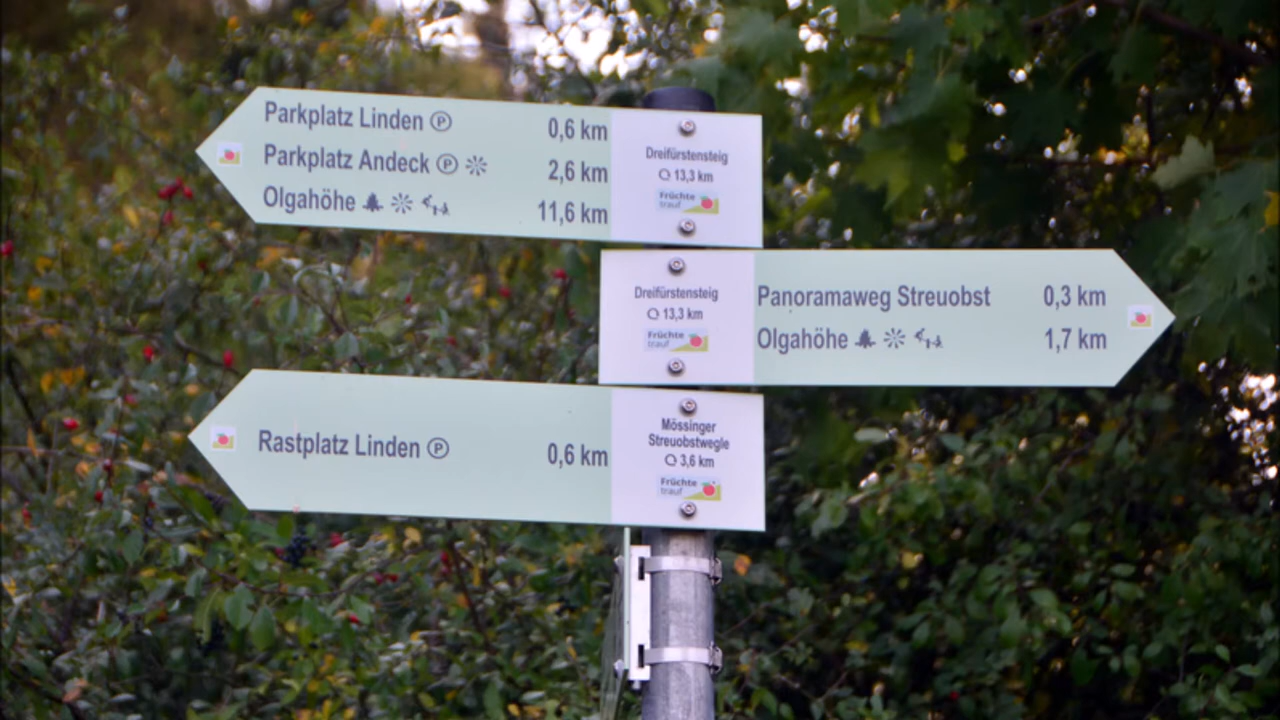 Parkplatz Linden Ⓟ 0,6 km
Parkplatz Andeck Ⓟ 2,6 km
Olgahöhe 11,6 km
Dreifürstensteig
13,3 km
Früchte
trauf
Dreifürstensteig
13,3 km
Früchte
trauf
Panoramaweg Streuobst 0,3 km
Olgahöhe 1,7 km
Rastplatz Linden Ⓟ 0,6 km
Mössinger
Streuobstwegle
3,6 km
Früchte
trauf